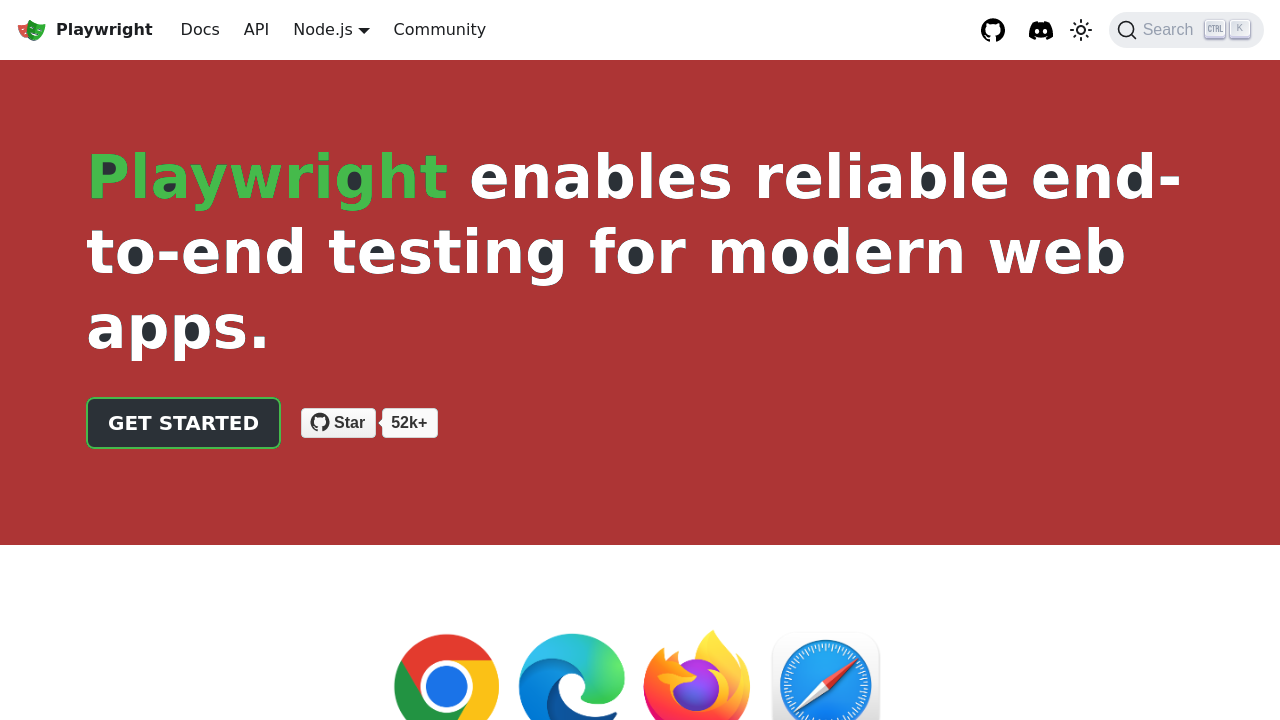 Playwright Docs API Node.js Community Search CTRL K
Playwright enables reliable end-
to-end testing for modern web
apps.
GET STARTED Star 52k+